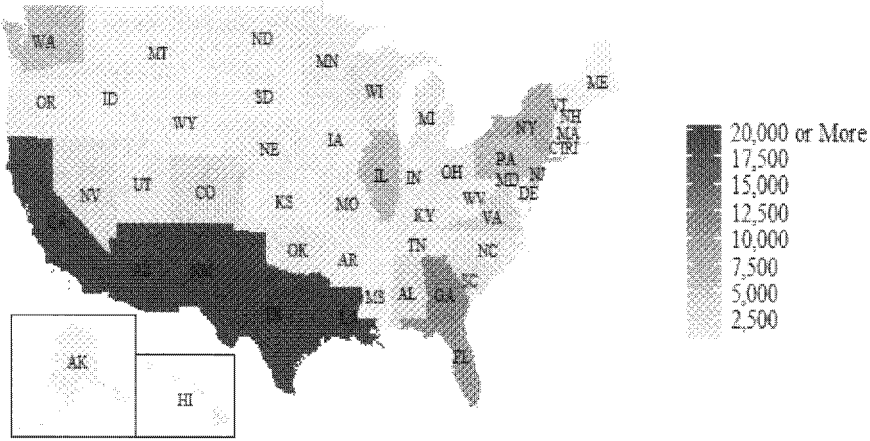 WA
MT
ND
MN
OR
ID
SD
WI
MI
ME
VT
NH
MA
CT RI
NY
WY
NE
IA
PA
NJ
MD
DE
NV
UT
CO
KS
MO
IL
IN
OH
WV
VA
KY
OK
AR
TN
NC
SC
MS
AL
GA
FL
AK
HI
20,000 or More
17,500
15,000
12,500
10,000
7,500
5,000
2,500